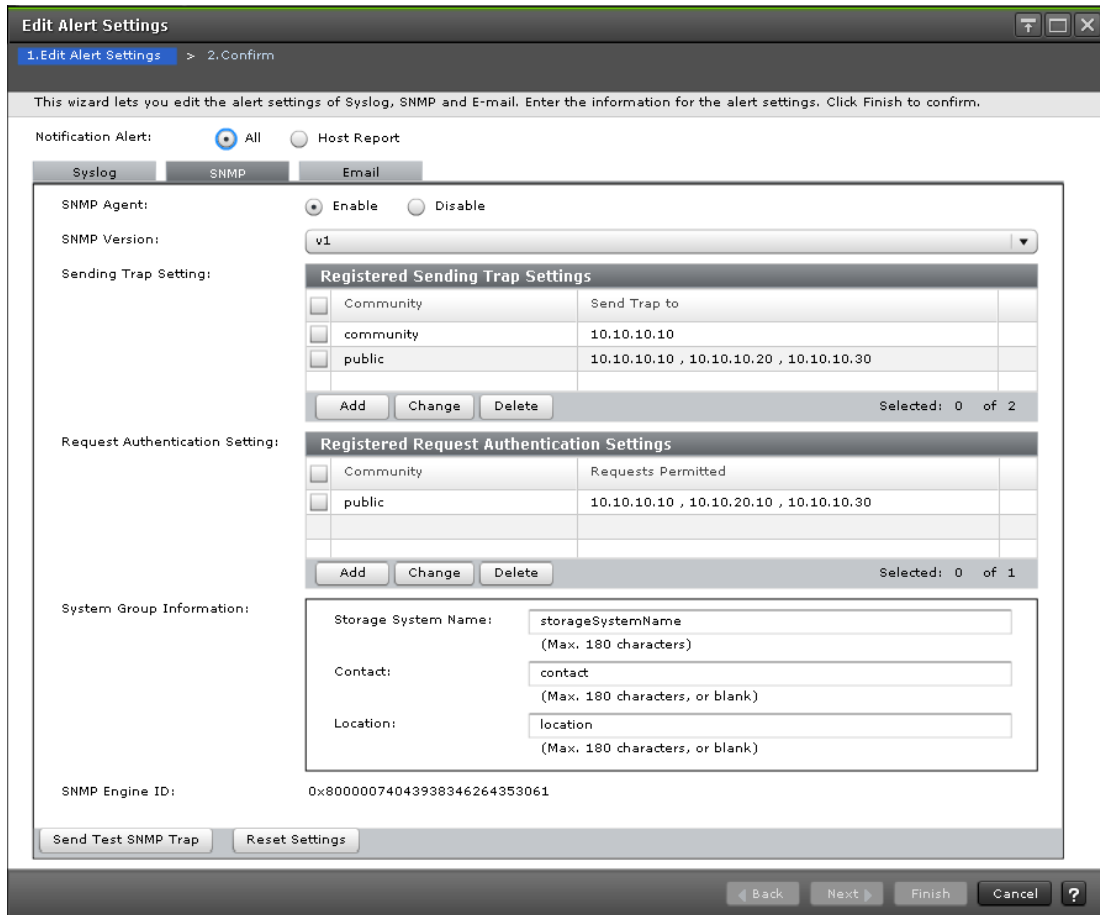 Edit Alert Settings
1.Edit Alert Settings > 2.Confirm
This wizard lets you edit the alert settings of Syslog, SNMP and E-mail. Enter the information for the alert settings. Click Finish to confirm.
Notification Alert: All Host Report
Syslog SNMP Email
SNMP Agent: Enable Disable
SNMP Version: v1
Sending Trap Setting: Registered Sending Trap Settings
Community Send Trap to
community 10.10.10.10
public 10.10.10.10 , 10.10.10.20 , 10.10.10.30
Add Change Delete Selected: 0 of 2
Request Authentication Setting: Registered Request Authentication Settings
Community Requests Permitted
public 10.10.10.10 , 10.10.20.10 , 10.10.10.30
Add Change Delete Selected: 0 of 1
System Group Information:
Storage System Name: storageSystemName
(Max. 180 characters)
Contact: contact
(Max. 180 characters, or blank)
Location: location
(Max. 180 characters, or blank)
SNMP Engine ID: 0x80000074043938346264353061
Send Test SNMP Trap Reset Settings
Back Next Finish Cancel ?